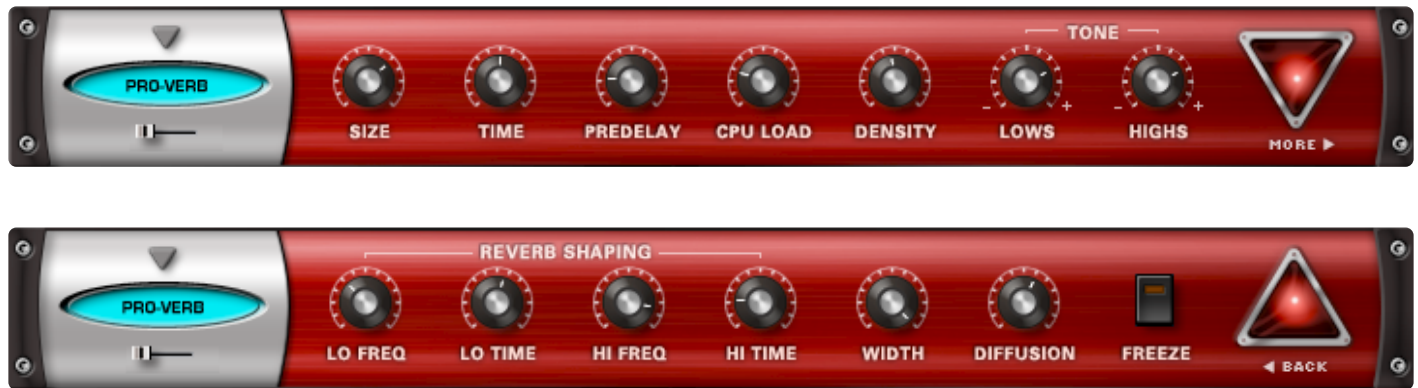 TONE
PRO-VERB
SIZE TIME PREDELAY CPU LOAD DENSITY LOWS HIGHS
- + - +
MORE
REVERB SHAPING
PRO-VERB
LO FREQ LO TIME HI FREQ HI TIME WIDTH DIFFUSION FREEZE
BACK